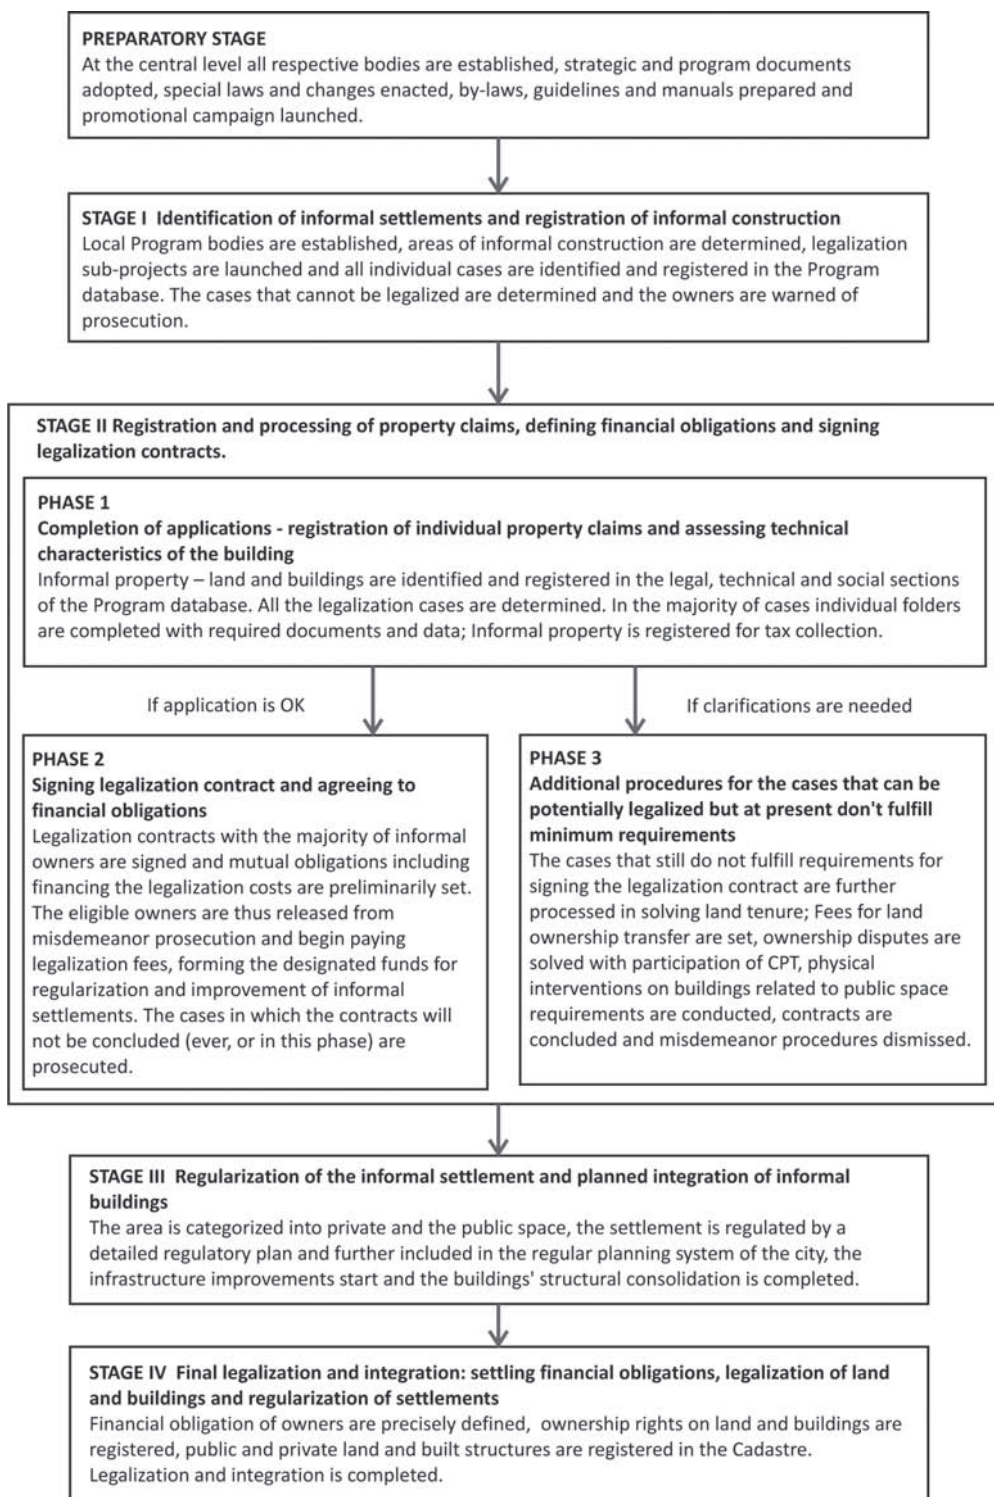 PREPARATORY STAGE
At the central level all respective bodies are established, strategic and program documents
adopted, special laws and changes enacted, by-laws, guidelines and manuals prepared and
promotional campaign launched.
STAGE I  Identification of informal settlements and registration of informal construction
Local Program bodies are established, areas of informal construction are determined, legalization
sub-projects are launched and all individual cases are identified and registered in the Program
database. The cases that cannot be legalized are determined and the owners are warned of
prosecution.
STAGE II Registration and processing of property claims, defining financial obligations and signing
legalization contracts.
PHASE 1
Completion of applications - registration of individual property claims and assessing technical
characteristics of the building
Informal property – land and buildings are identified and registered in the legal, technical and social sections
of the Program database. All the legalization cases are determined. In the majority of cases individual folders
are completed with required documents and data; Informal property is registered for tax collection.
If application is OK
If clarifications are needed
PHASE 2
Signing legalization contract and agreeing to
financial obligations
Legalization contracts with the majority of informal
owners are signed and mutual obligations including
financing the legalization costs are preliminarily set.
The eligible owners are thus released from
misdemeanor prosecution and begin paying
legalization fees, forming the designated funds for
regularization and improvement of informal
settlements. The cases in which the contracts will
not be concluded (ever, or in this phase) are
prosecuted.
PHASE 3
Additional procedures for the cases that can be
potentially legalized but at present don't fulfill
minimum requirements
The cases that still do not fulfill requirements for
signing the legalization contract are further
processed in solving land tenure; Fees for land
ownership transfer are set, ownership disputes are
solved with participation of CPT, physical
interventions on buildings related to public space
requirements are conducted, contracts are
concluded and misdemeanor procedures dismissed.
STAGE III  Regularization of the informal settlement and planned integration of informal
buildings
The area is categorized into private and the public space, the settlement is regulated by a
detailed regulatory plan and further included in the regular planning system of the city, the
infrastructure improvements start and the buildings' structural consolidation is completed.
STAGE IV  Final legalization and integration: settling financial obligations, legalization of land
and buildings and regularization of settlements
Financial obligation of owners are precisely defined,  ownership rights on land and buildings are
registered, public and private land and built structures are registered in the Cadastre.
Legalization and integration is completed.